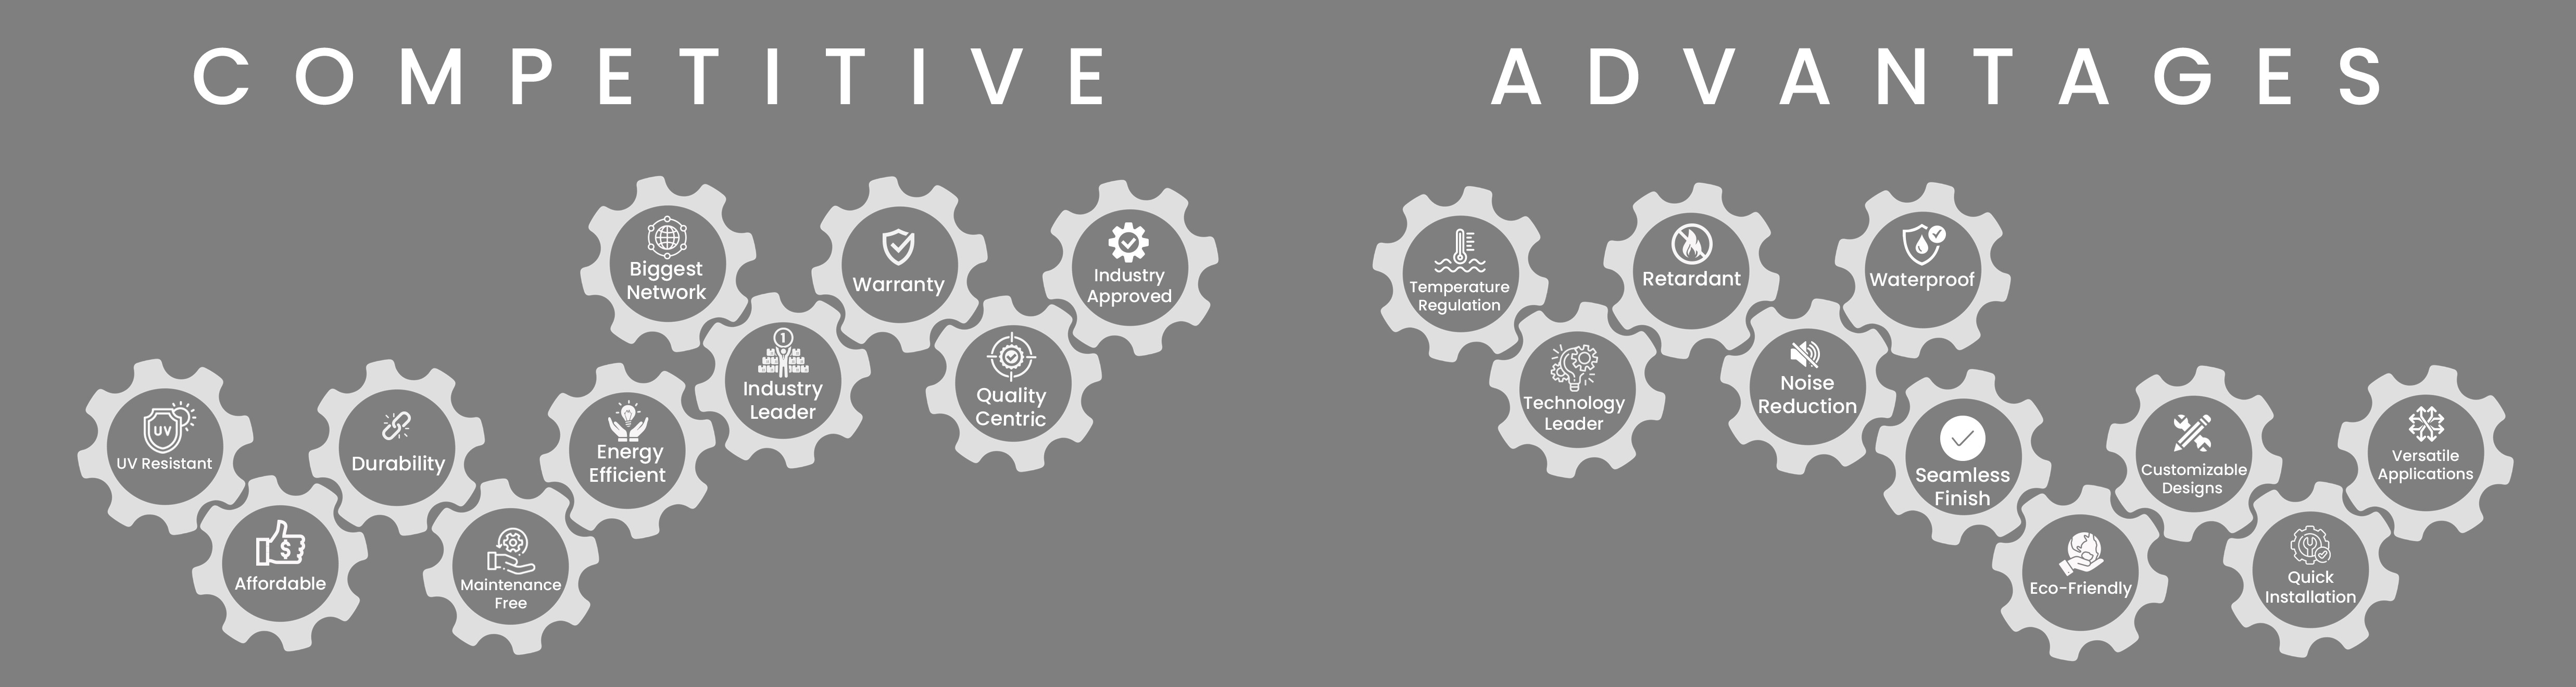 COMPETITIVE ADVANTAGES
Biggest
Network
Warranty
Industry
Approved
1
Industry
Leader
Quality
Centric
UV
UV Resistant
Durability
Energy
Efficient
$
Affordable
Maintenance
Free
Temperature
Regulation
Retardant
Waterproof
Technology
Leader
Noise
Reduction
Seamless
Finish
Customizable
Designs
Versatile
Applications
Eco-Friendly
Quick
Installation